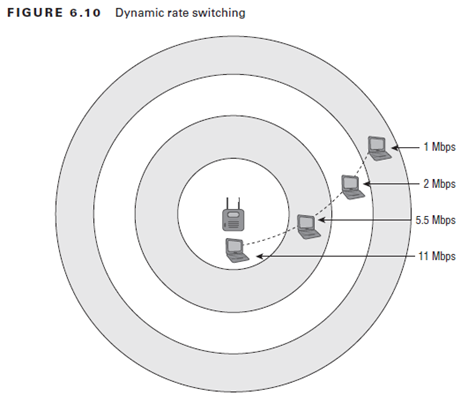 FIGURE 6.10 Dynamic rate switching
1 Mbps
2 Mbps
5.5 Mbps
11 Mbps